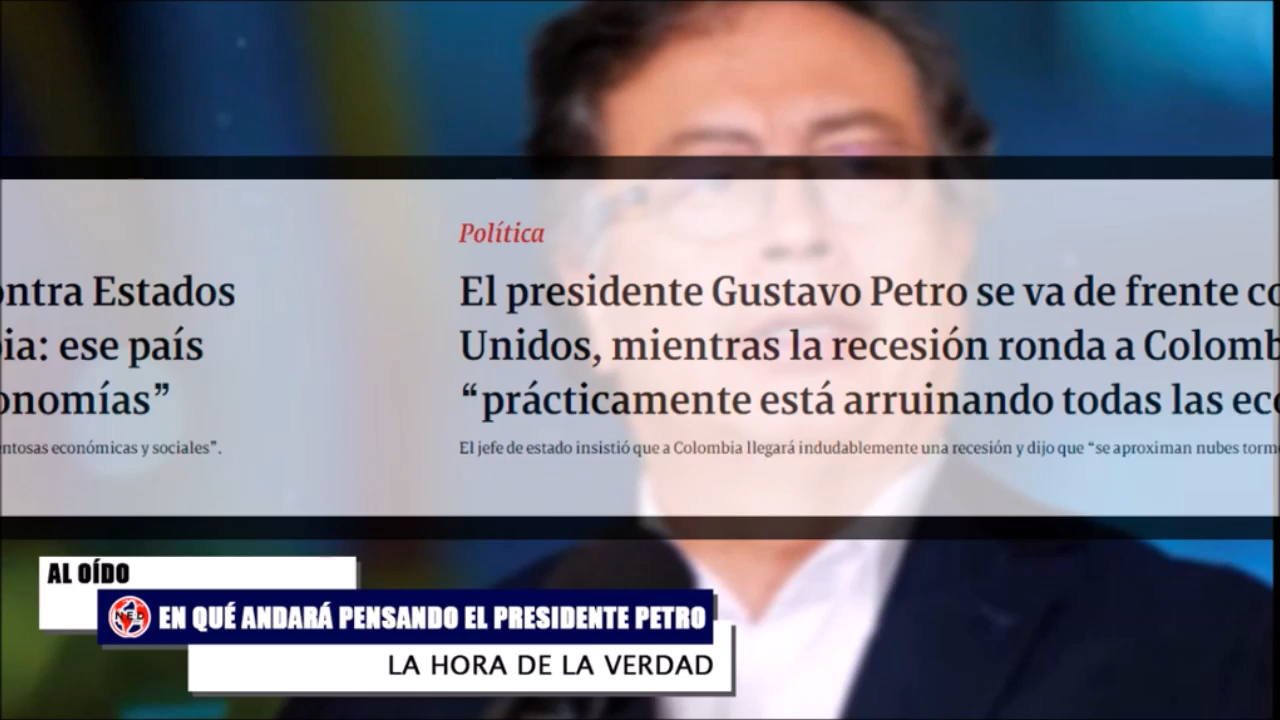 Política
ontra Estados
ia: ese país
onomías”
ntosas económicas y sociales”.
El presidente Gustavo Petro se va de frente co
Unidos, mientras la recesión ronda a Colomb
“prácticamente está arruinando todas las eco
El jefe de estado insistió que a Colombia llegará indudablemente una recesión y dijo que “se aproximan nubes torm
AL OÍDO
EN QUÉ ANDARÁ PENSANDO EL PRESIDENTE PETRO
LA HORA DE LA VERDAD